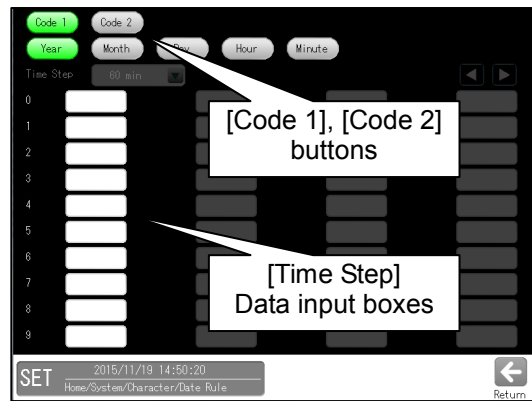 Code 1 Code 2
Year Month Day Hour Minute
Time Step 60 min
[Code 1], [Code 2]
buttons
0
1
2
3
4
5
6
7
8
9
[Time Step]
Data input boxes
SET 2015/11/19 14:50:20
Home/System/Character/Date Rule
Return